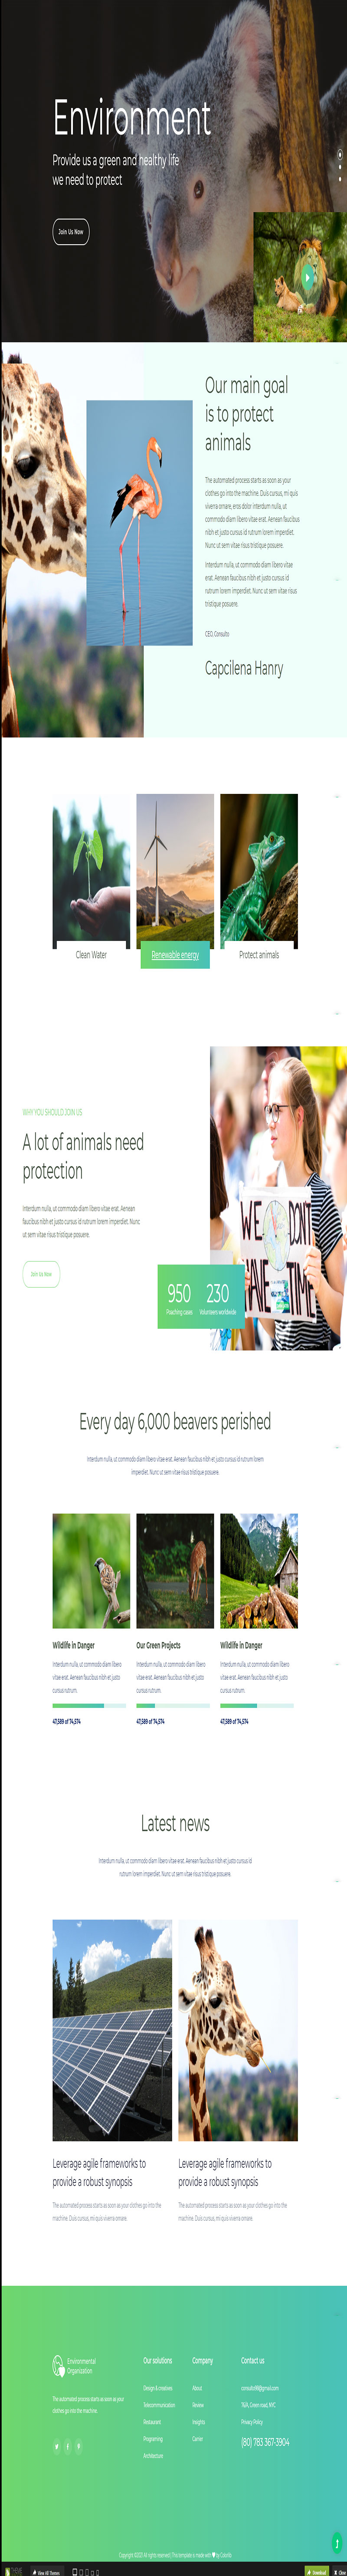 Environment
Provide us a green and healthy life
we need to protect
Join Us Now
Our main goal
is to protect
animals
The automated process starts as soon as your
clothes go into the machine. Duis cursus, mi quis
viverra ornare, eros dolor interdum nulla, ut
commodo diam libero vitae erat. Aenean faucibus
nibh et justo cursus id rutrum lorem imperdiet.
Nunc ut sem vitae risus tristique posuere.
Interdum nulla, ut commodo diam libero vitae
erat. Aenean faucibus nibh et justo cursus id
rutrum lorem imperdiet. Nunc ut sem vitae risus
tristique posuere.
CEO, Consulto
Capcilena Hanry
Clean Water
Renewable energy
Protect animals
WHY YOU SHOULD JOIN US
A lot of animals need
protection
Interdum nulla, ut commodo diam libero vitae erat. Aenean
faucibus nibh et justo cursus id rutrum lorem imperdiet. Nunc
ut sem vitae risus tristique posuere.
Join Us Now
WE DON'T
HAVE TIME
950
Poaching cases
230
Volunteers worldwide
Every day 6,000 beavers perished
Interdum nulla, ut commodo diam libero vitae erat. Aenean faucibus nibh et justo cursus id rutrum lorem
imperdiet. Nunc ut sem vitae risus tristique posuere.
Wildlife in Danger
Interdum nulla, ut commodo diam libero
vitae erat. Aenean faucibus nibh et justo
cursus rutrum.
47,589 of 74,574
Our Green Projects
Interdum nulla, ut commodo diam libero
vitae erat. Aenean faucibus nibh et justo
cursus rutrum.
47,589 of 74,574
Wildlife in Danger
Interdum nulla, ut commodo diam libero
vitae erat. Aenean faucibus nibh et justo
cursus rutrum.
47,589 of 74,574
Latest news
Interdum nulla, ut commodo diam libero vitae erat. Aenean faucibus nibh et justo cursus id
rutrum lorem imperdiet. Nunc ut sem vitae risus tristique posuere.
Leverage agile frameworks to
provide a robust synopsis
The automated process starts as soon as your clothes go into the
machine. Duis cursus, mi quis viverra ornare.
Leverage agile frameworks to
provide a robust synopsis
The automated process starts as soon as your clothes go into the
machine. Duis cursus, mi quis viverra ornare.
Environmental
Organization
The automated process starts as soon as your
clothes go into the machine.
Our solutions
Design & creatives
Telecommunication
Restaurant
Programing
Architecture
Company
About
Review
Insights
Carrier
Contact us
consulto98@gmail.com
Privacy Policy
(80) 783 367-3904
Copyright ©2020 All rights reserved | This template is made with by Colorlib
View All Themes
Download
Close